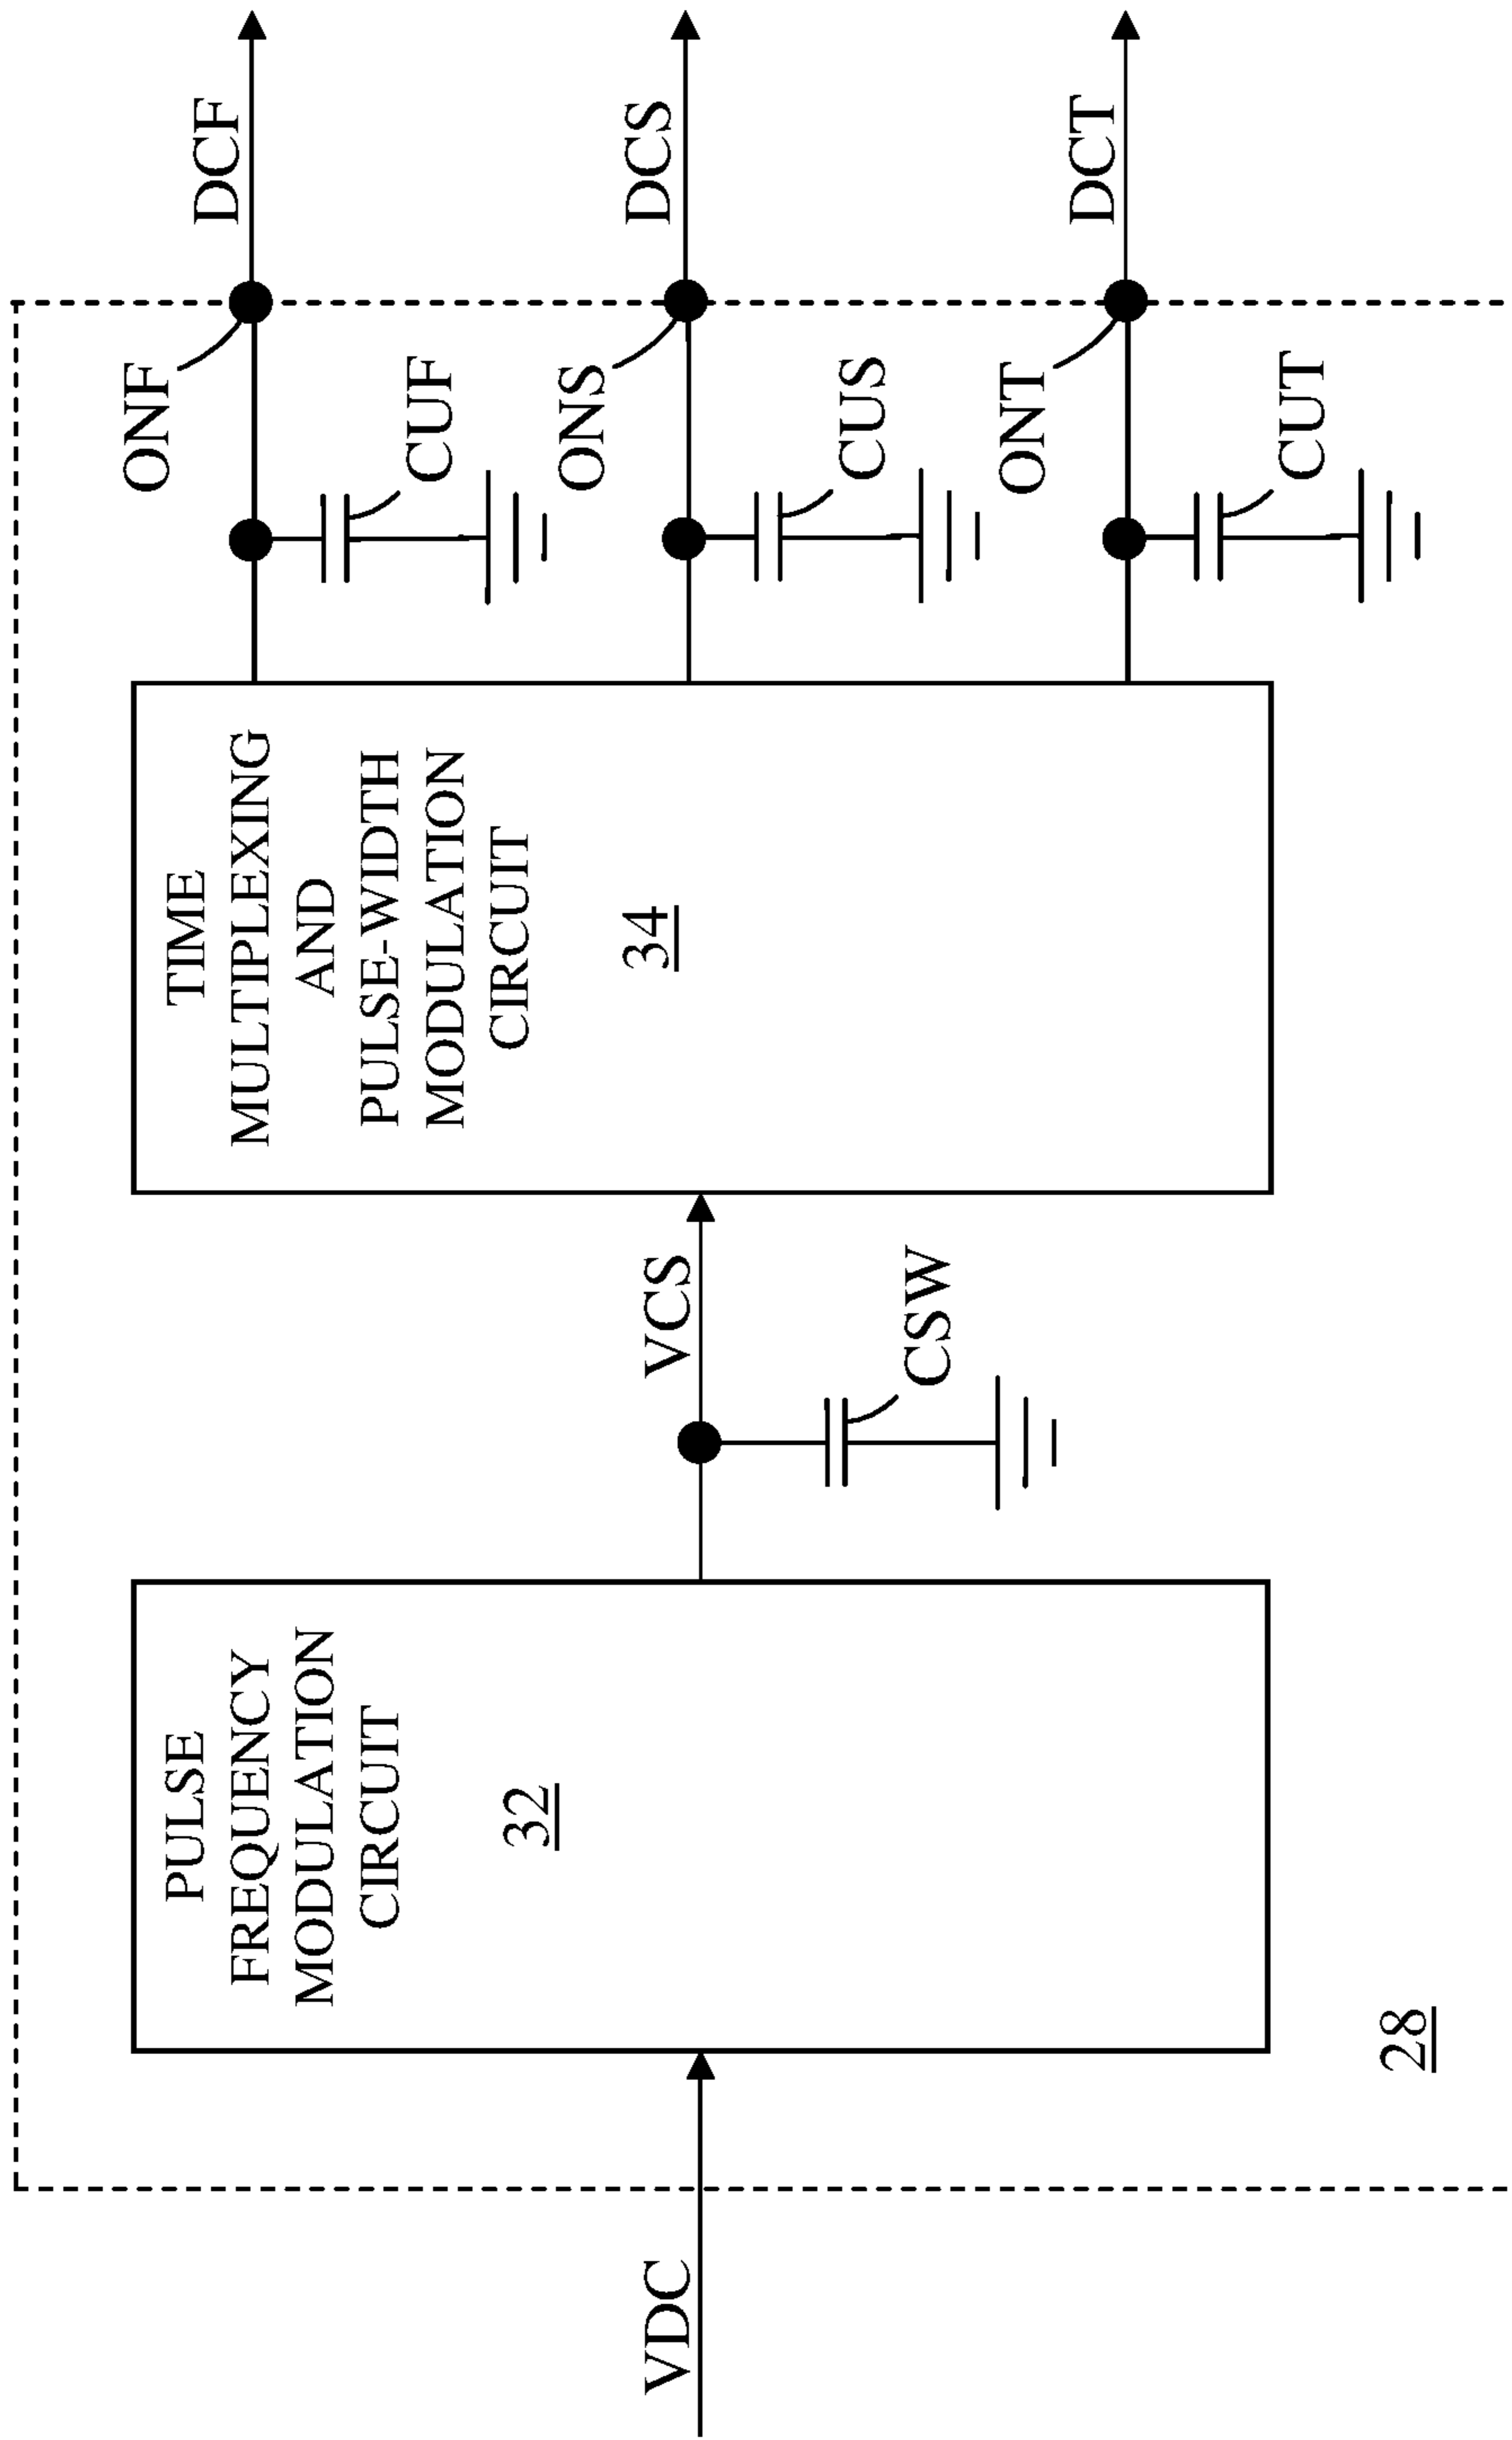 VDC
PULSE
FREQUENCY
MODULATION
CIRCUIT
32
VCS
CSW
TIME
MULTIPLEXING
AND
PULSE-WIDTH
MODULATION
CIRCUIT
34
ONF
DCF
CUF
ONS
DCS
CUS
ONT
DCT
CUT
28